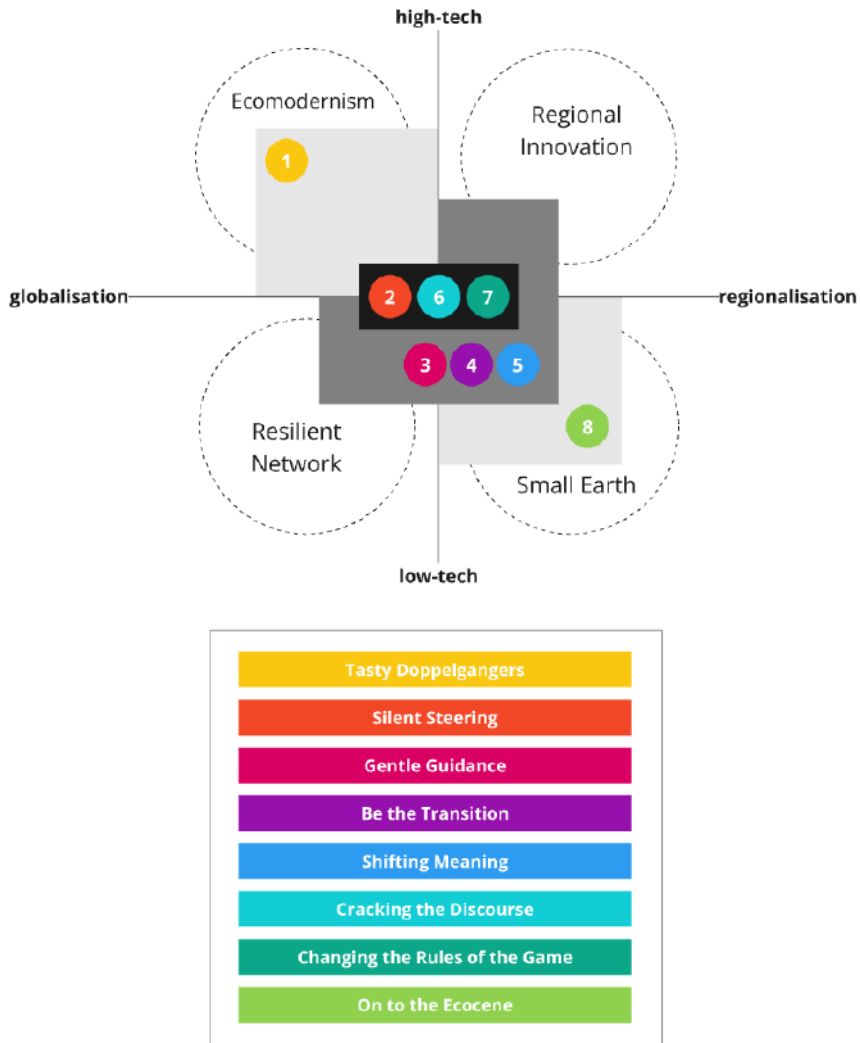 high-tech
Ecomodernism
Regional
Innovation
1
globalisation
2
6
7
regionalisation
3
4
5
8
Resilient
Network
Small Earth
low-tech
Tasty Doppelgangers
Silent Steering
Gentle Guidance
Be the Transition
Shifting Meaning
Cracking the Discourse
Changing the Rules of the Game
On to the Ecocene